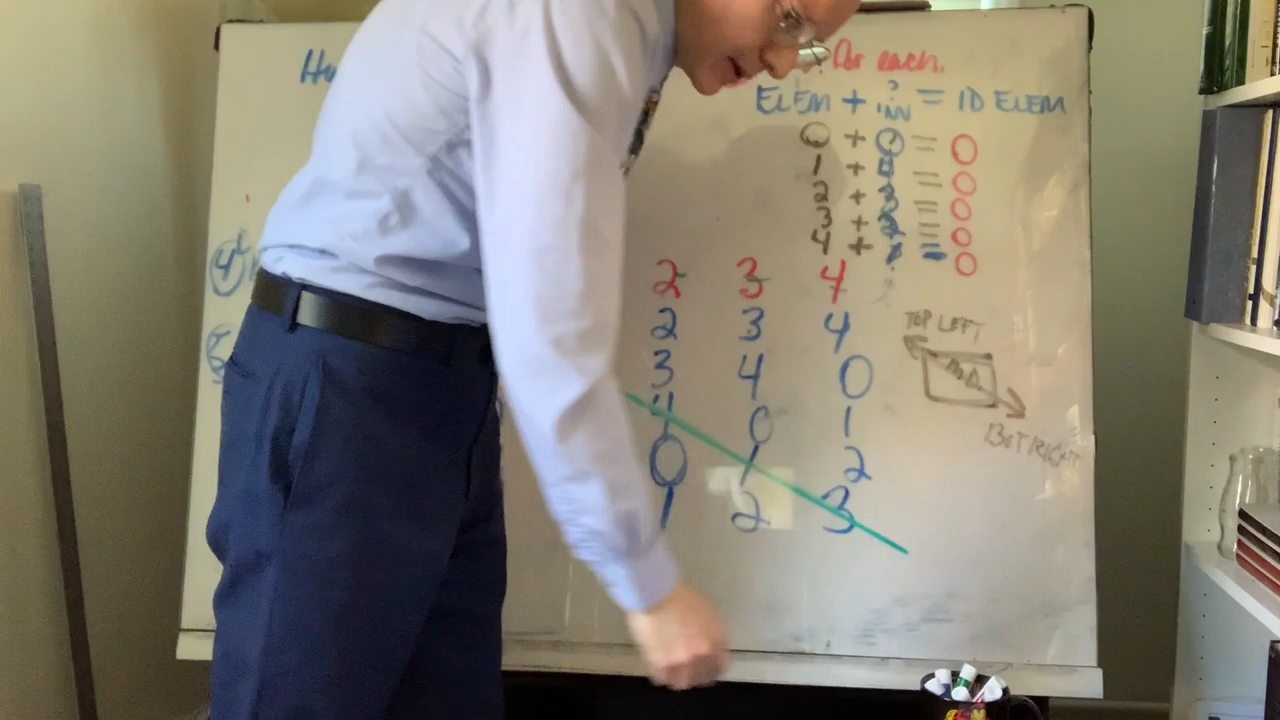 . for each.
ELEM + INV = ID ELEM
0 + 0 = 0
1 + 4 = 0
2 + 3 = 0
3 + 2 = 0
4 + 1 = 0
4
2 3 4
2 3 4
3 4 0
4 0 1
0 1 2
1 2 3
TOP LEFT
BOT RIGHT